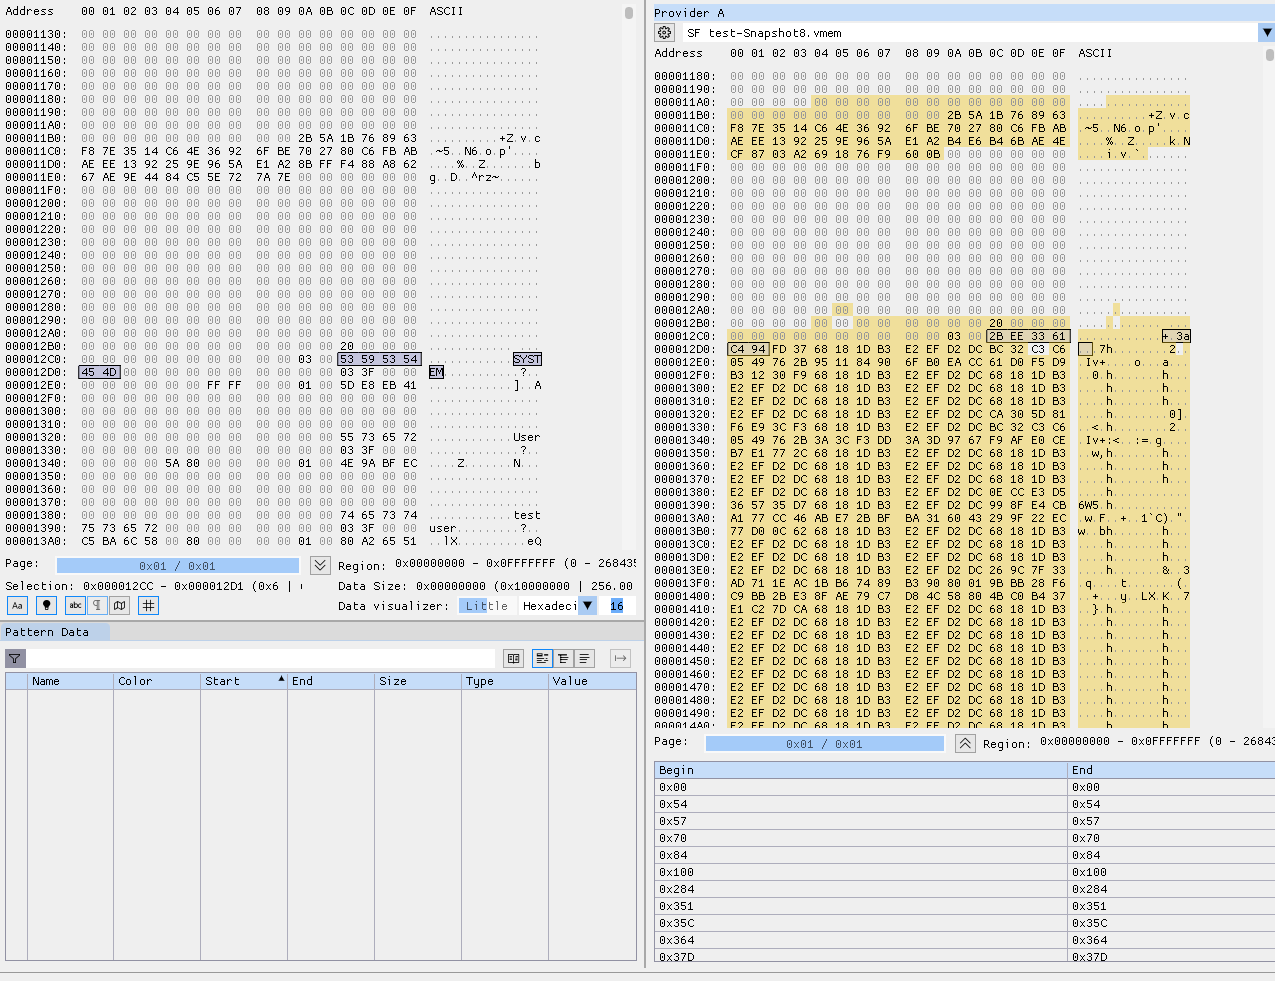 Address 00 01 02 03 04 05 06 07 08 09 0A 0B 0C 0D 0E 0F ASCII
00001130: 00 00 00 00 00 00 00 00 00 00 00 00 00 00 00 00 ................
00001140: 00 00 00 00 00 00 00 00 00 00 00 00 00 00 00 00 ................
00001150: 00 00 00 00 00 00 00 00 00 00 00 00 00 00 00 00 ................
00001160: 00 00 00 00 00 00 00 00 00 00 00 00 00 00 00 00 ................
00001170: 00 00 00 00 00 00 00 00 00 00 00 00 00 00 00 00 ................
00001180: 00 00 00 00 00 00 00 00 00 00 00 00 00 00 00 00 ................
00001190: 00 00 00 00 00 00 00 00 00 00 00 00 00 00 00 00 ................
000011A0: 00 00 00 00 00 00 00 00 00 00 00 00 00 00 00 00 ................
000011B0: 00 00 00 00 00 00 00 00 00 00 2B 5A 1B 76 89 63 ..........+Z.v.c
000011C0: F8 7E 35 14 C6 4E 36 92 6F BE 70 27 80 C6 FB AB .~5..N6.o.p'....
000011D0: AE EE 13 92 25 9E 96 5A E1 A2 8B FF F4 88 A8 62 ....%..Z.......b
000011E0: 67 AE 9E 44 84 C5 5E 72 7A 7E 00 00 00 00 00 00 g..D..^rz~......
000011F0: 00 00 00 00 00 00 00 00 00 00 00 00 00 00 00 00 ................
00001200: 00 00 00 00 00 00 00 00 00 00 00 00 00 00 00 00 ................
00001210: 00 00 00 00 00 00 00 00 00 00 00 00 00 00 00 00 ................
00001220: 00 00 00 00 00 00 00 00 00 00 00 00 00 00 00 00 ................
00001230: 00 00 00 00 00 00 00 00 00 00 00 00 00 00 00 00 ................
00001240: 00 00 00 00 00 00 00 00 00 00 00 00 00 00 00 00 ................
00001250: 00 00 00 00 00 00 00 00 00 00 00 00 00 00 00 00 ................
00001260: 00 00 00 00 00 00 00 00 00 00 00 00 00 00 00 00 ................
00001270: 00 00 00 00 00 00 00 00 00 00 00 00 00 00 00 00 ................
00001280: 00 00 00 00 00 00 00 00 00 00 00 00 00 00 00 00 ................
00001290: 00 00 00 00 00 00 00 00 00 00 00 00 00 00 00 00 ................
000012A0: 00 00 00 00 00 00 00 00 00 00 00 00 00 00 00 00 ................
000012B0: 00 00 00 00 00 00 00 00 00 00 00 00 20 00 00 00 ............ ...
000012C0: 00 00 00 00 00 00 00 00 00 00 03 00 53 59 53 54 ............SYST
000012D0: 45 4D 00 00 00 00 00 00 00 00 00 00 03 3F 00 00 EM...........?..
000012E0: 00 00 00 00 00 00 FF FF 00 00 01 00 5D E8 EB 41 ............]..A
000012F0: 00 00 00 00 00 00 00 00 00 00 00 00 00 00 00 00 ................
00001300: 00 00 00 00 00 00 00 00 00 00 00 00 00 00 00 00 ................
00001310: 00 00 00 00 00 00 00 00 00 00 00 00 00 00 00 00 ................
00001320: 00 00 00 00 00 00 00 00 00 00 00 00 55 73 65 72 ............User
00001330: 00 00 00 00 00 00 00 00 00 00 00 00 03 3F 00 00 .............?..
00001340: 00 00 00 00 5A 80 00 00 00 00 01 00 4E 9A BF EC ....Z.......N...
00001350: 00 00 00 00 00 00 00 00 00 00 00 00 00 00 00 00 ................
00001360: 00 00 00 00 00 00 00 00 00 00 00 00 00 00 00 00 ................
00001370: 00 00 00 00 00 00 00 00 00 00 00 00 00 00 00 00 ................
00001380: 00 00 00 00 00 00 00 00 00 00 00 00 74 65 73 74 ............test
00001390: 75 73 65 72 00 00 00 00 00 00 00 00 03 3F 00 00 user.........?..
000013A0: C5 BA 6C 58 00 80 00 00 00 00 01 00 80 A2 65 51 ..lX..........eQ
Page: 0x01 / 0x01 Region: 0x00000000 - 0x0FFFFFFF (0 - 26843
Selection: 0x000012CC - 0x000012D1 (0x6 | Data Size: 0x00000000 (0x10000000 | 256.00
Aa abc ¶ Data visualizer: Little Hexadeci 16
Pattern Data
Name Color Start End Size Type Value
Provider A
SF test-Snapshot8.vmem
Address 00 01 02 03 04 05 06 07 08 09 0A 0B 0C 0D 0E 0F ASCII
00001180: 00 00 00 00 00 00 00 00 00 00 00 00 00 00 00 00 ................
00001190: 00 00 00 00 00 00 00 00 00 00 00 00 00 00 00 00 ................
000011A0: 00 00 00 00 00 00 00 00 00 00 00 00 00 00 00 00 ................
000011B0: 00 00 00 00 00 00 00 00 00 00 2B 5A 1B 76 89 63 ..........+Z.v.c
000011C0: F8 7E 35 14 C6 4E 36 92 6F BE 70 27 80 C6 FB AB .~5..N6.o.p'....
000011D0: AE EE 13 92 25 9E 96 5A E1 A2 B4 E6 B4 6B AE 4E ....%..Z.....k.N
000011E0: CF 87 03 A2 69 18 76 F9 60 0B 00 00 00 00 00 00 ....i.v.`.......
000011F0: 00 00 00 00 00 00 00 00 00 00 00 00 00 00 00 00 ................
00001200: 00 00 00 00 00 00 00 00 00 00 00 00 00 00 00 00 ................
00001210: 00 00 00 00 00 00 00 00 00 00 00 00 00 00 00 00 ................
00001220: 00 00 00 00 00 00 00 00 00 00 00 00 00 00 00 00 ................
00001230: 00 00 00 00 00 00 00 00 00 00 00 00 00 00 00 00 ................
00001240: 00 00 00 00 00 00 00 00 00 00 00 00 00 00 00 00 ................
00001250: 00 00 00 00 00 00 00 00 00 00 00 00 00 00 00 00 ................
00001260: 00 00 00 00 00 00 00 00 00 00 00 00 00 00 00 00 ................
00001270: 00 00 00 00 00 00 00 00 00 00 00 00 00 00 00 00 ................
00001280: 00 00 00 00 00 00 00 00 00 00 00 00 00 00 00 00 ................
00001290: 00 00 00 00 00 00 00 00 00 00 00 00 00 00 00 00 ................
000012A0: 00 00 00 00 00 00 00 00 00 00 00 00 00 00 00 00 ................
000012B0: 00 00 00 00 00 00 00 00 00 00 00 00 20 00 00 00 ............ ...
000012C0: 00 00 00 00 00 00 00 00 00 00 03 00 2B EE 33 61 ............+.3a
000012D0: C4 94 FD 37 68 18 1D B3 E2 EF D2 DC BC 32 C3 C6 ...7h........2..
000012E0: 05 49 76 2B 95 11 84 90 6F B0 EA CC 61 D0 F5 D9 .Iv+....o...a...
000012F0: B3 12 30 F9 68 18 1D B3 E2 EF D2 DC 68 18 1D B3 ..0.h.......h...
00001300: E2 EF D2 DC 68 18 1D B3 E2 EF D2 DC 68 18 1D B3 ....h.......h...
00001310: E2 EF D2 DC 68 18 1D B3 E2 EF D2 DC 68 18 1D B3 ....h.......h...
00001320: E2 EF D2 DC 68 18 1D B3 E2 EF D2 DC CA 30 5D 81 ....h........0].
00001330: F6 E9 3C F3 68 18 1D B3 E2 EF D2 DC BC 32 C3 C6 ..<.h........2..
00001340: 05 49 76 2B 3A 3C F3 DD 3A 3D 97 67 F9 AF E0 CE .Iv+:<..:=.g....
00001350: B7 E1 77 2C 68 18 1D B3 E2 EF D2 DC 68 18 1D B3 ..w,h.......h...
00001360: E2 EF D2 DC 68 18 1D B3 E2 EF D2 DC 68 18 1D B3 ....h.......h...
00001370: E2 EF D2 DC 68 18 1D B3 E2 EF D2 DC 68 18 1D B3 ....h.......h...
00001380: E2 EF D2 DC 68 18 1D B3 E2 EF D2 DC 0E CC E3 D5 ....h...........
00001390: 36 57 35 D7 68 18 1D B3 E2 EF D2 DC 99 8F E4 CB 6W5.h...........
000013A0: A1 77 CC 46 AB E7 2B BF BA 31 60 43 29 9F 22 EC .w.F..+..1`C).".
000013B0: 77 D0 0C 62 68 18 1D B3 E2 EF D2 DC 68 18 1D B3 w..bh.......h...
000013C0: E2 EF D2 DC 68 18 1D B3 E2 EF D2 DC 68 18 1D B3 ....h.......h...
000013D0: E2 EF D2 DC 68 18 1D B3 E2 EF D2 DC 68 18 1D B3 ....h.......h...
000013E0: E2 EF D2 DC 68 18 1D B3 E2 EF D2 DC 26 9C 7F 33 ....h.......&..3
000013F0: AD 71 1E AC 1B B6 74 89 B3 90 80 01 9B BB 28 F6 .q....t.......(.
00001400: C9 BB 2B E3 8F AE 79 C7 D8 4C 58 80 4B C0 B4 37 ..+...y..LX.K..7
00001410: E1 C2 7D CA 68 18 1D B3 E2 EF D2 DC 68 18 1D B3 ..}.h.......h...
00001420: E2 EF D2 DC 68 18 1D B3 E2 EF D2 DC 68 18 1D B3 ....h.......h...
00001430: E2 EF D2 DC 68 18 1D B3 E2 EF D2 DC 68 18 1D B3 ....h.......h...
00001440: E2 EF D2 DC 68 18 1D B3 E2 EF D2 DC 68 18 1D B3 ....h.......h...
00001450: E2 EF D2 DC 68 18 1D B3 E2 EF D2 DC 68 18 1D B3 ....h.......h...
00001460: E2 EF D2 DC 68 18 1D B3 E2 EF D2 DC 68 18 1D B3 ....h.......h...
00001470: E2 EF D2 DC 68 18 1D B3 E2 EF D2 DC 68 18 1D B3 ....h.......h...
00001480: E2 EF D2 DC 68 18 1D B3 E2 EF D2 DC 68 18 1D B3 ....h.......h...
00001490: E2 EF D2 DC 68 18 1D B3 E2 EF D2 DC 68 18 1D B3 ....h.......h...
000014A0: E2 EF D2 DC 68 18 1D B3 E2 EF D2 DC 68 18 1D B3 ....h.......h...
Page: 0x01 / 0x01 Region: 0x00000000 - 0x0FFFFFFF (0 - 26843
Begin End
0x00 0x00
0x54 0x54
0x57 0x57
0x70 0x70
0x84 0x84
0x100 0x100
0x284 0x284
0x351 0x351
0x35C 0x35C
0x364 0x364
0x37D 0x37D